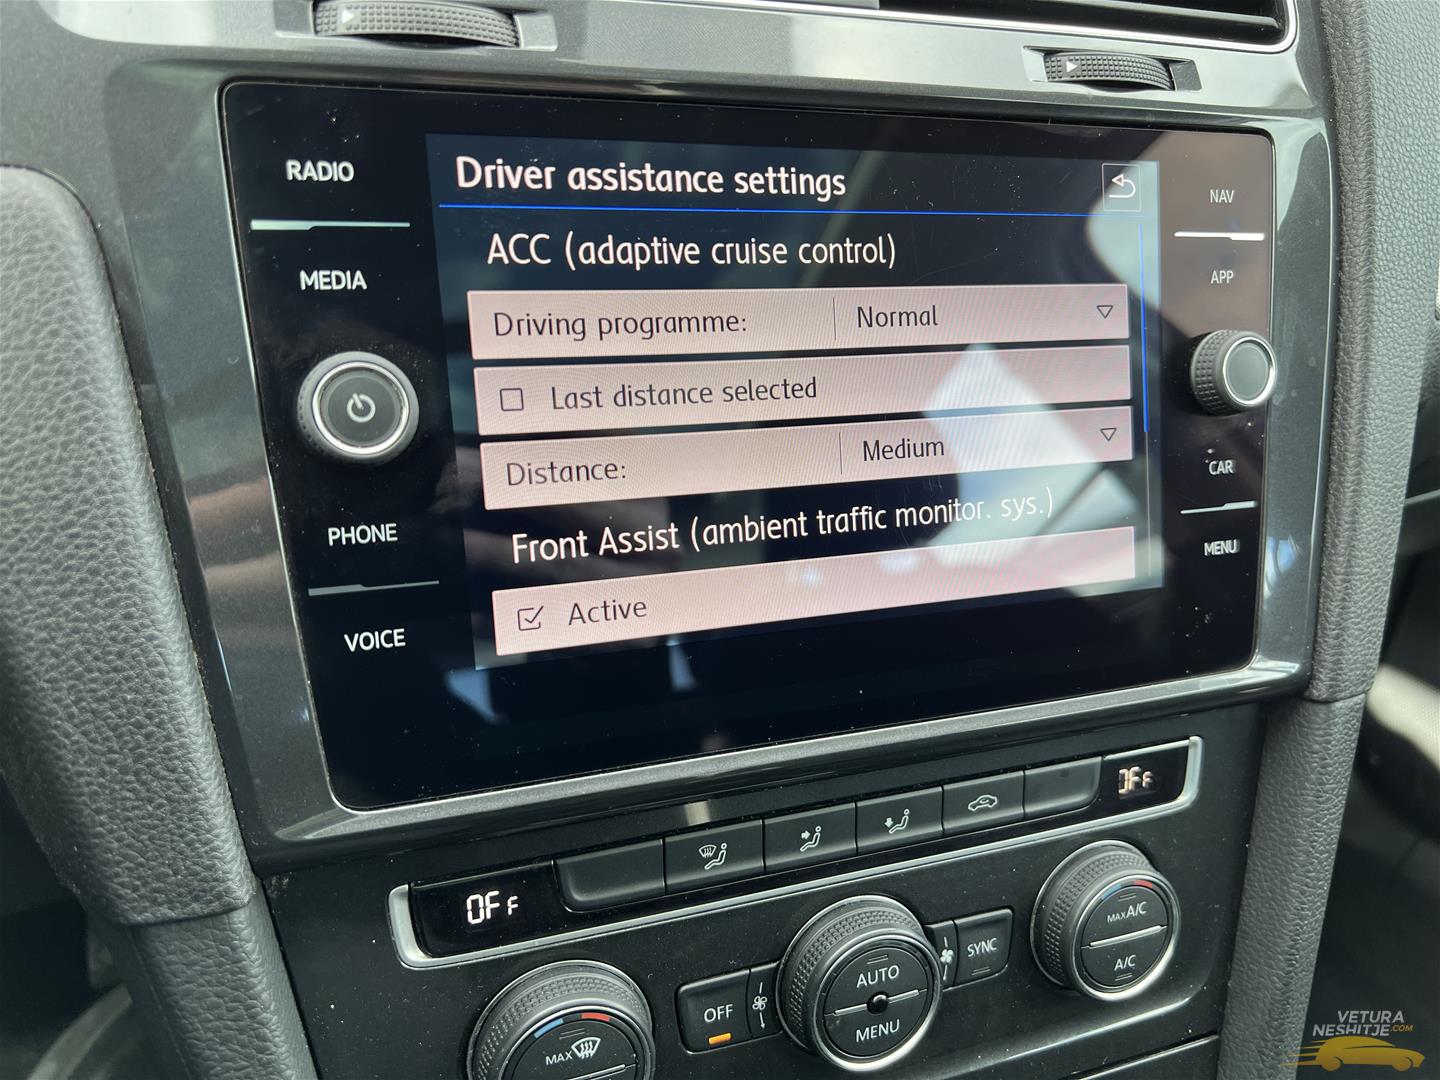 RADIO
MEDIA
PHONE
VOICE
Driver assistance settings
ACC (adaptive cruise control)
Driving programme: Normal
Last distance selected
Distance: Medium
Front Assist (ambient traffic monitor. sys.)
Active
NAV
APP
CAR
MENU
OFF
OFF
MAX
OFF
AUTO
MENU
SYNC
MAX A/C
A/C
VETURA
NESHITJE.COM